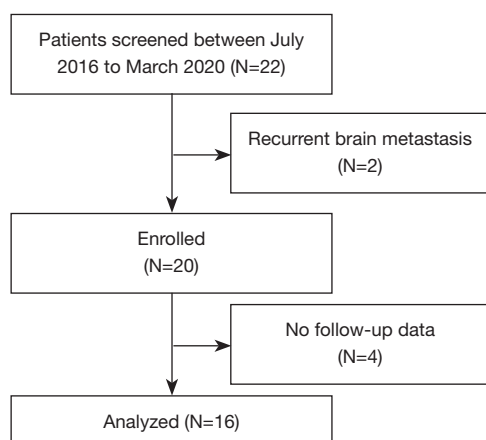 Patients screened between July
2016 to March 2020 (N=22)
Recurrent brain metastasis
(N=2)
Enrolled
(N=20)
No follow-up data
(N=4)
Analyzed (N=16)